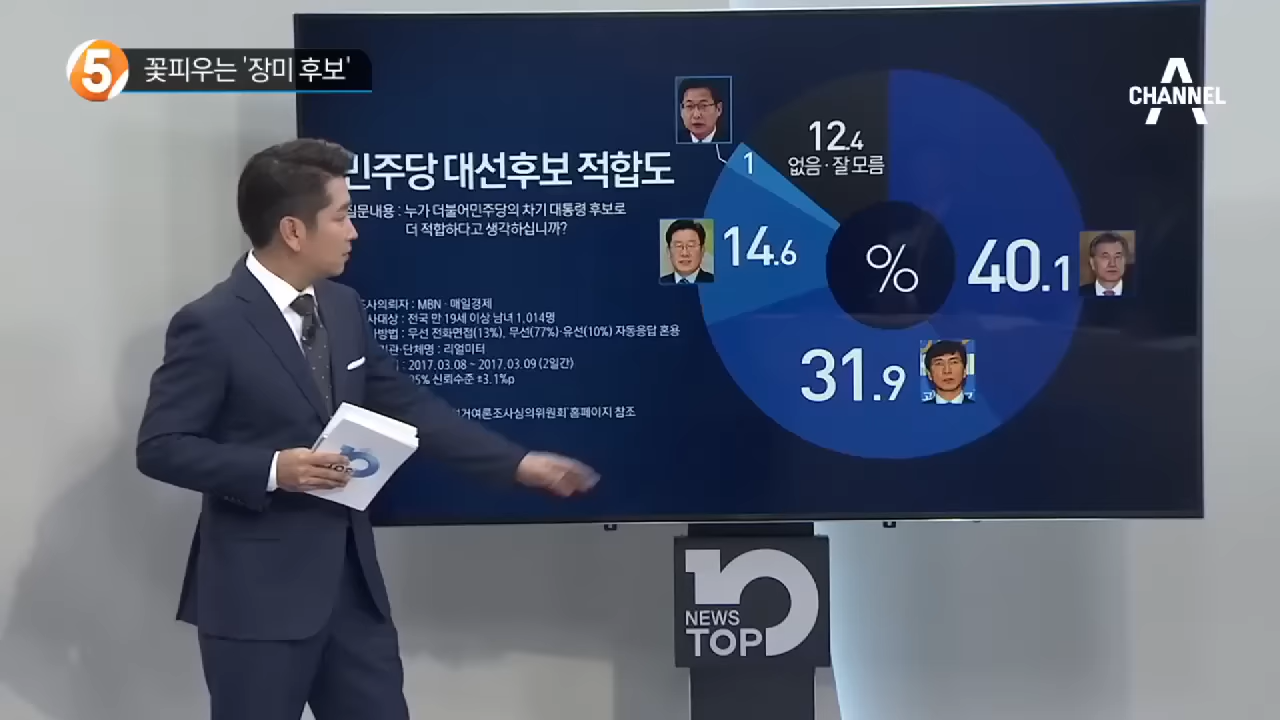 5 꽃피우는 '장미 후보'
CHANNEL A
민주당 대선후보 적합도
질문내용 : 누가 더불어민주당의 차기 대통령 후보로
더 적합하다고 생각하십니까?
조사의뢰자 : MBN · 매일경제
사대상 : 전국 만 19세 이상 남녀 1,014명
방법 : 우선 전화면접(13%), 무선(77%)·유선(10%) 자동응답 혼용
기관·단체명 : 리얼미터
: 2017.03.08 ~ 2017.03.09 (2일간)
95% 신뢰수준 ±3.1%p
거여론조사심의위원회 홈페이지 참조
12.4
없음·잘모름
1
14.6
%
40.1
31.9
TOP 10
10
NEWS
TOP